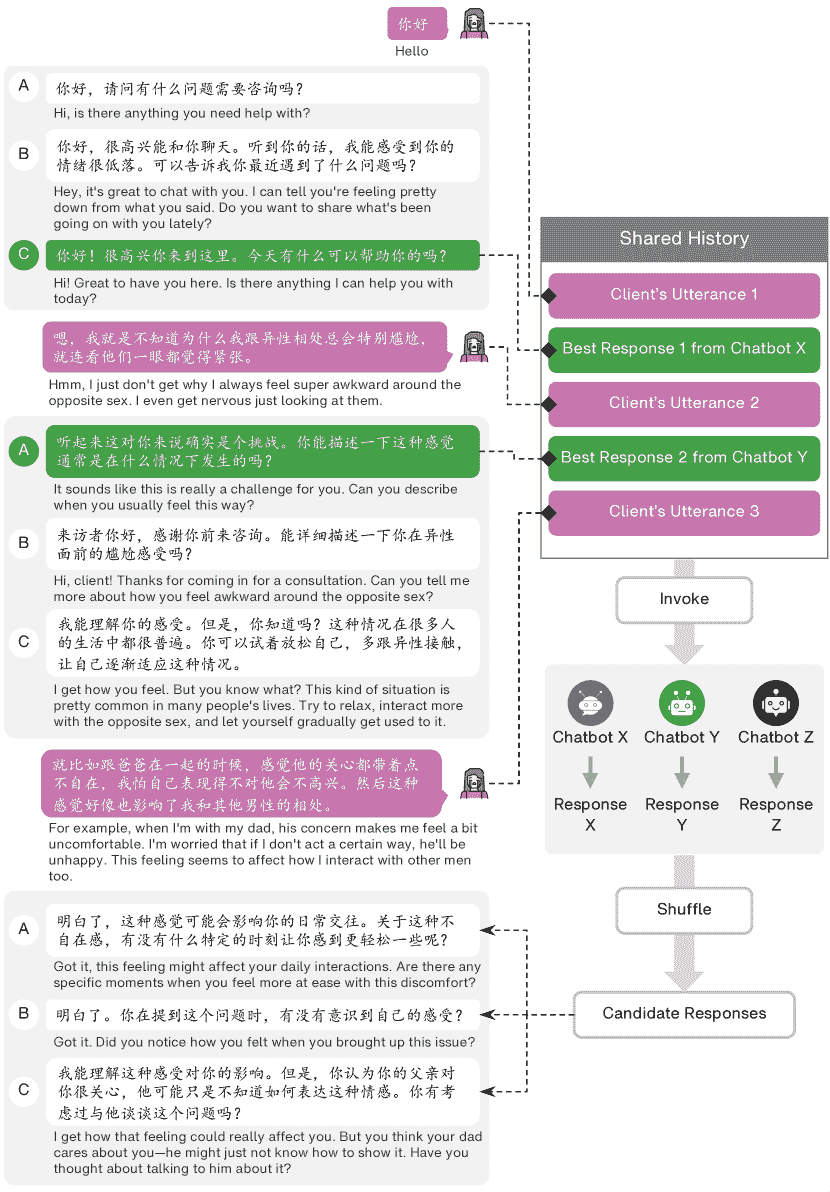 你好
Hello
A
你好，请问有什么问题需要咨询吗？
Hi, is there anything you need help with?
B
你好，很高兴能和你聊天。听到你的话，我能感受到你的
情绪很低落。可以告诉我你最近遇到了什么问题吗？
Hey, it's great to chat with you. I can tell you're feeling pretty
down from what you said. Do you want to share what's been
going on with you lately?
C
你好！很高兴你来到这里。今天有什么可以帮助你的吗？
Hi! Great to have you here. Is there anything I can help you with
today?
嗯，我就是不知道为什么我跟异性相处总会特别尴尬，
就连看他们一眼都觉得紧张。
Hmm, I just don't get why I always feel super awkward around the
opposite sex. I even get nervous just looking at them.
A
听起来这对你来说确实是个挑战。你能描述一下这种感觉
通常是在什么情况下发生的吗？
It sounds like this is really a challenge for you. Can you describe
when you usually feel this way?
B
来访者你好，感谢你前来咨询。能详细描述一下你在异性
面前的尴尬感受吗？
Hi, client! Thanks for coming in for a consultation. Can you tell me
more about how you feel awkward around the opposite sex?
C
我能理解你的感受。但是，你知道吗？这种情况在很多人
的生活中都很普遍。你可以试着放松自己，多跟异性接触，
让自己逐渐适应这种情况。
I get how you feel. But you know what? This kind of situation is
pretty common in many people's lives. Try to relax, interact more
with the opposite sex, and let yourself gradually get used to it.
就比如跟爸爸在一起的时候，感觉他的关心都带着点
不自在，我怕自己表现得不对他会不高兴。然后这种
感觉好像也影响了我和其他男性的相处。
For example, when I'm with my dad, his concern makes me feel a bit
uncomfortable. I'm worried that if I don't act a certain way, he'll be
unhappy. This feeling seems to affect how I interact with other men
too.
A
明白了，这种感觉可能会影响你的日常交往。关于这种不
自在感，有没有什么特定的时刻让你感到更轻松一些呢？
Got it, this feeling might affect your daily interactions. Are there any
specific moments when you feel more at ease with this discomfort?
B
明白了。你在提到这个问题时，有没有意识到自己的感受？
Got it. Did you notice how you felt when you brought up this issue?
C
我能理解这种感受对你的影响。但是，你认为你的父亲对
你很关心，他可能只是不知道如何表达这种情感。你有考
虑过与他谈谈这个问题吗？
I get how that feeling could really affect you. But you think your dad
cares about you—he might just not know how to show it. Have you
thought about talking to him about it?
Shared History
Client's Utterance 1
Best Response 1 from Chatbot X
Client's Utterance 2
Best Response 2 from Chatbot Y
Client's Utterance 3
Invoke
Chatbot X
Chatbot Y
Chatbot Z
Response
X
Response
Y
Response
Z
Shuffle
Candidate Responses